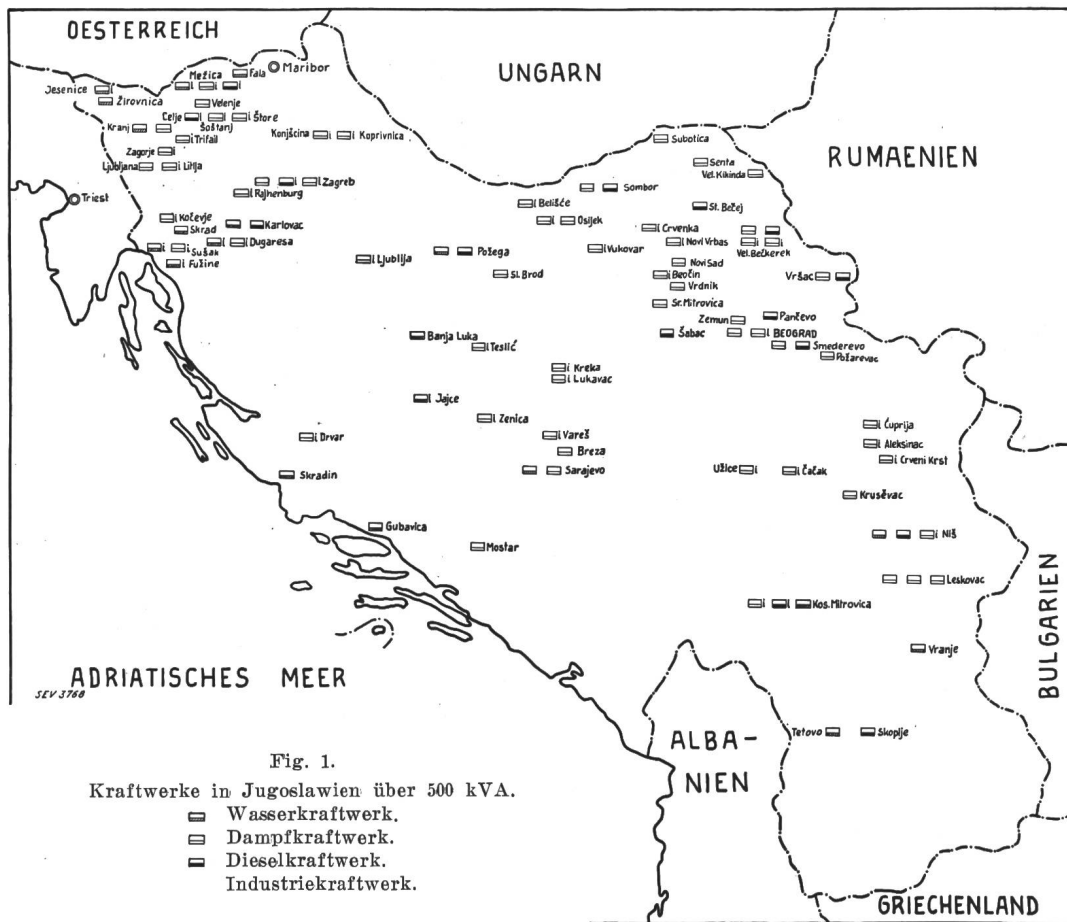 OESTERREICH
UNGARN
RUMAENIEN
Maribor
Fala
Mežica
i i i
Jesenice i
Žirovnica
Velenje
Celje i i i Štore
Šoštanj
Kranj
i Trifail
Konjšcina i i Koprivnica
Zagorje i
Ljubljana i Litija
i i Zagreb
i Rajhenburg
Triest
i Kočevje
Skrad
Karlovac
i i Dugaresa
i i
Sušak
i Fužine
Subotica
Senta
Vel. Kikinda
Sombor
i Belišće
St. Bečej
i i Osijek
i Crvenka
i Vukovar
i Novi Vrbas
i i
Vel. Bečkerek
i Ljublija
Požega
Sl. Brod
Novi Sad
i Beočin
Vrdnik
Vršac
Sr. Mitrovica
Zemun
Pančevo
Šabac
i BEOGRAD
Smederevo
Požarevac
Banja Luka
i Teslić
i Kreka
i Lukavac
i Jajce
i Zenica
i Vareš
Breza
Sarajevo
i Drvar
Skradin
i Ćuprija
i Aleksinac
i Crveni Krst
Užice i
i Čačak
Kruševac
Gubavica
Mostar
i Niš
Leskovac
i i Kos. Mitrovica
Vranje
BULGARIEN
ADRIATISCHES MEER
SEV 3768
ALBA-
NIEN
Tetovo
Skoplje
GRIECHENLAND
Fig. 1.
Kraftwerke in Jugoslawien über 500 kVA.
Wasserkraftwerk.
Dampfkraftwerk.
Dieselkraftwerk.
Industriekraftwerk.